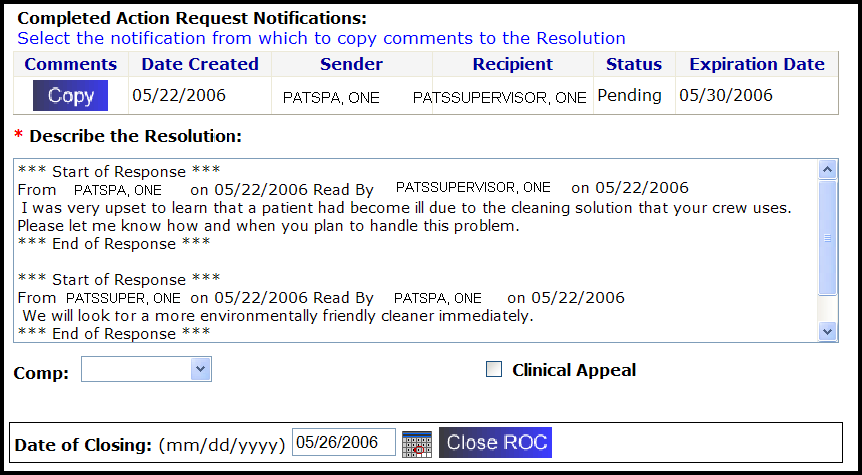 Completed Action Request Notifications:
Select the notification from which to copy comments to the Resolution
Comments Date Created Sender Recipient Status Expiration Date
Copy 05/22/2006 PATSPA, ONE PATSSUPERVISOR, ONE Pending 05/30/2006
* Describe the Resolution:
*** Start of Response ***
From PATSPA, ONE on 05/22/2006 Read By PATSSUPERVISOR, ONE on 05/22/2006
I was very upset to learn that a patient had become ill due to the cleaning solution that your crew uses.
Please let me know how and when you plan to handle this problem.
*** End of Response ***
*** Start of Response ***
From PATSSUPER, ONE on 05/22/2006 Read By PATSPA, ONE on 05/22/2006
We will look for a more environmentally friendly cleaner immediately.
*** End of Response ***
Comp: Clinical Appeal
Date of Closing: (mm/dd/yyyy) 05/26/2006 Close ROC